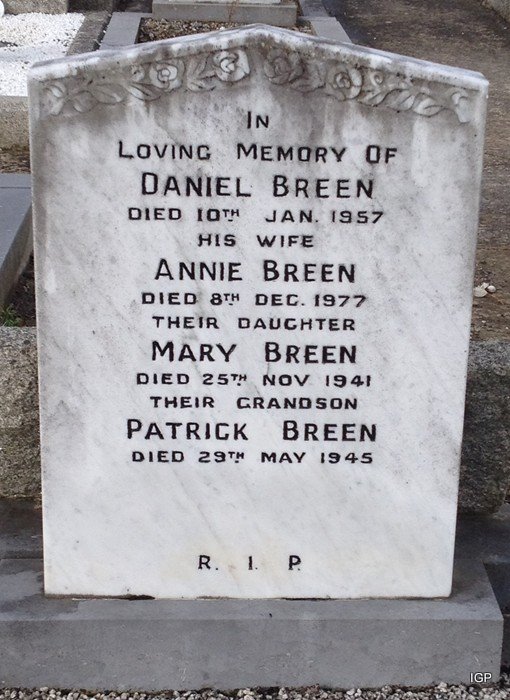 IN
LOVING MEMORY OF
DANIEL BREEN
DIED 10TH JAN. 1957
HIS WIFE
ANNIE BREEN
DIED 8TH DEC. 1977
THEIR DAUGHTER
MARY BREEN
DIED 25TH NOV 1941
THEIR GRANDSON
PATRICK BREEN
DIED 29TH MAY 1945
R. I. P.
IGP